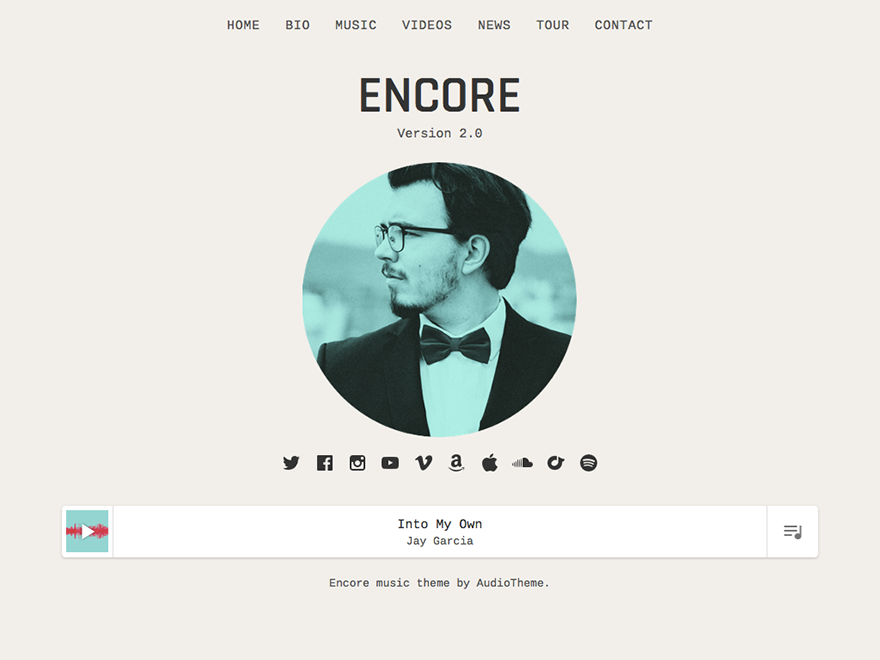 HOME BIO MUSIC VIDEOS NEWS TOUR CONTACT
ENCORE
Version 2.0
Into My Own
Jay Garcia
Encore music theme by AudioTheme.